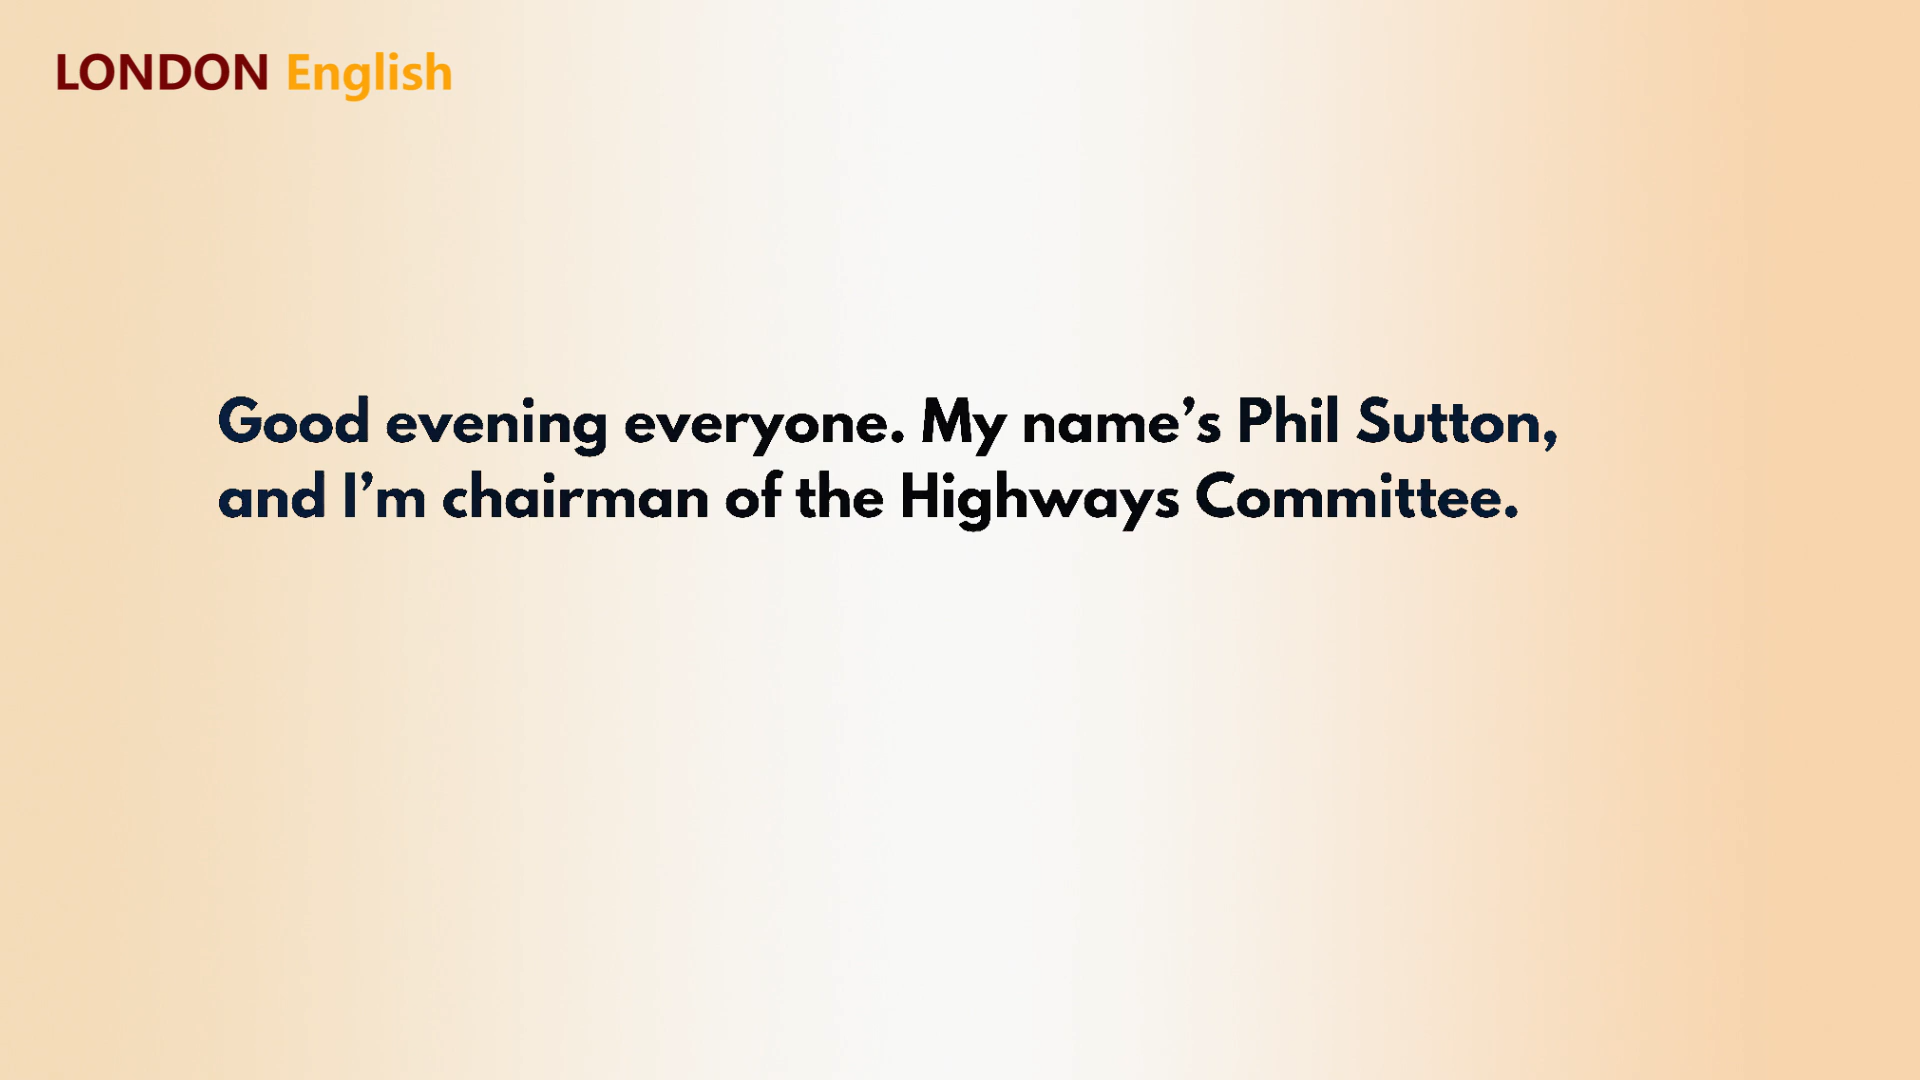 LONDON English
Good evening everyone. My name’s Phil Sutton,
and I’m chairman of the Highways Committee.